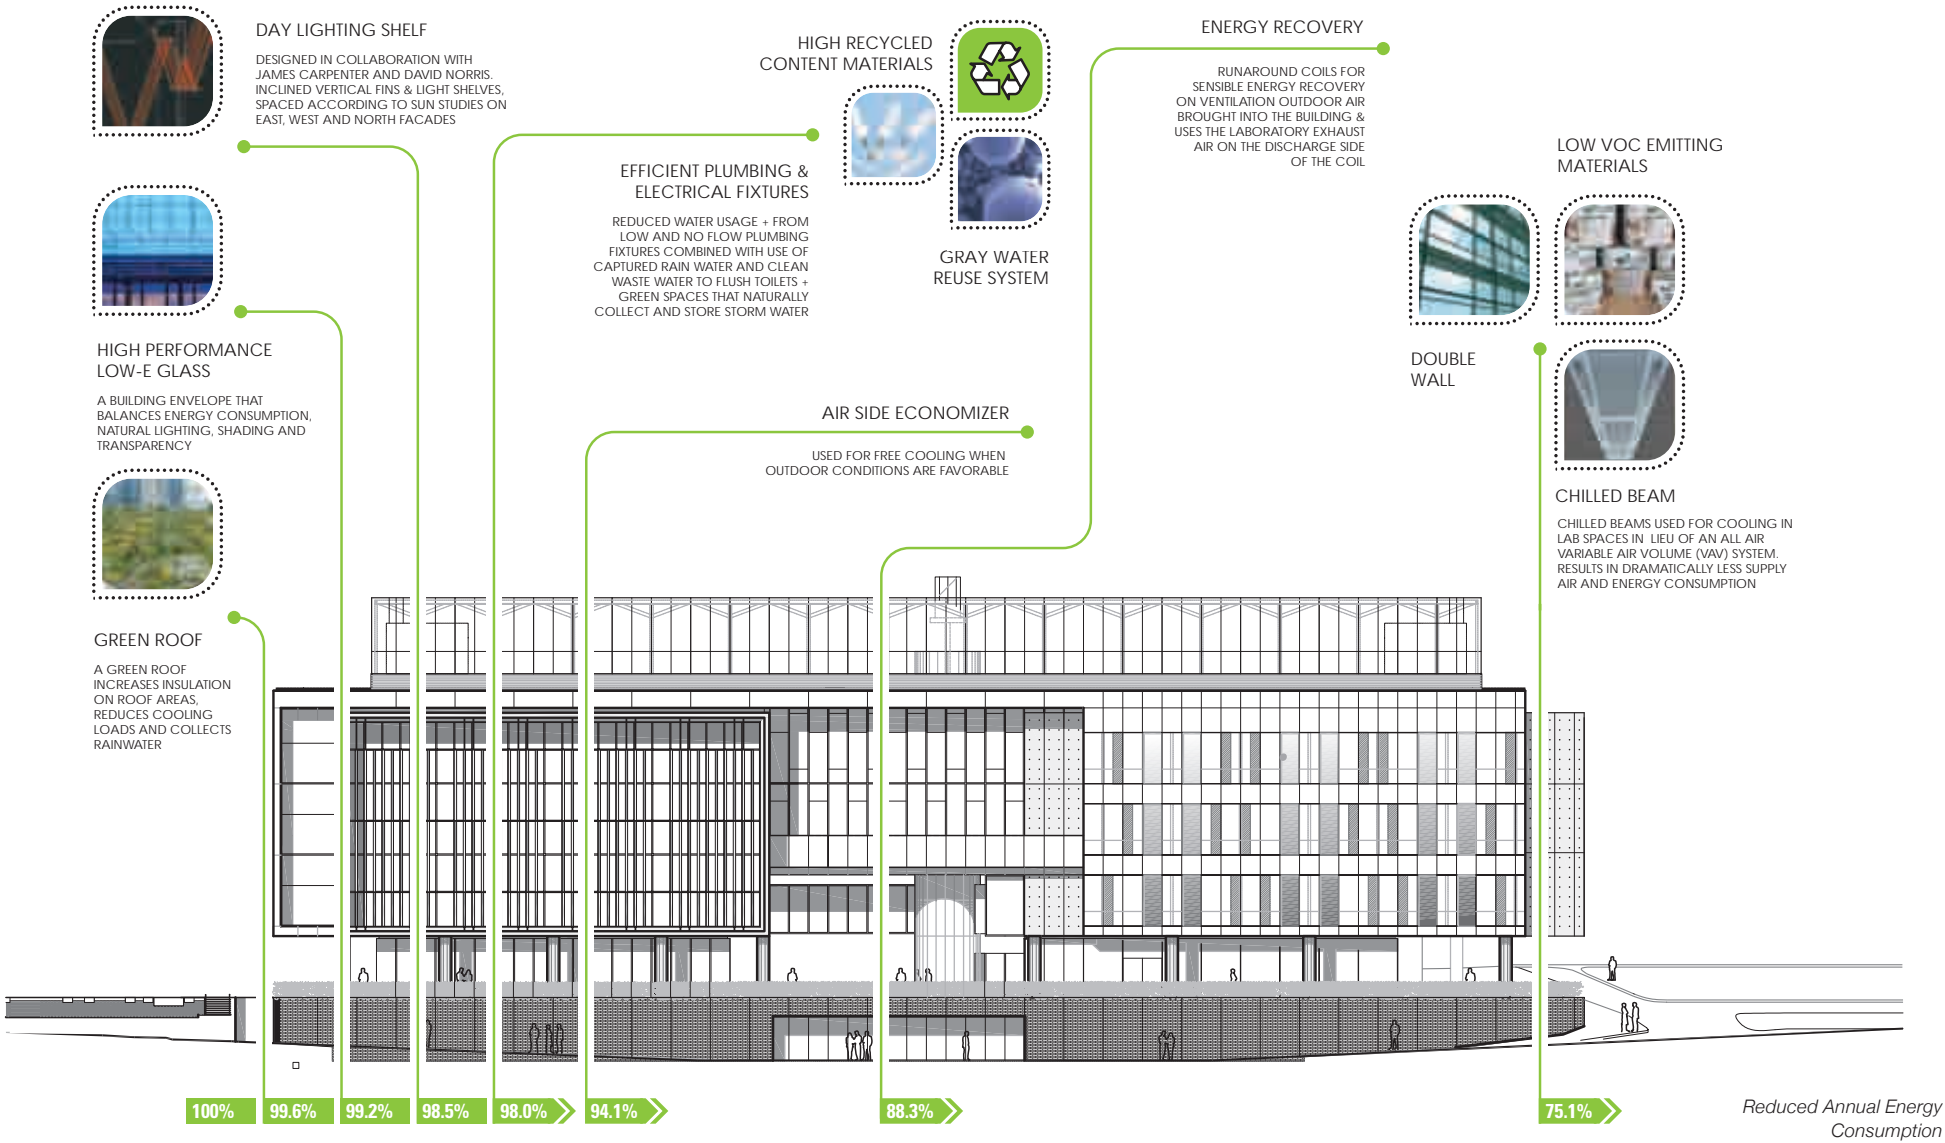 DAY LIGHTING SHELF
DESIGNED IN COLLABORATION WITH
JAMES CARPENTER AND DAVID NORRIS.
INCLINED VERTICAL FINS & LIGHT SHELVES,
SPACED ACCORDING TO SUN STUDIES ON
EAST, WEST AND NORTH FACADES
HIGH PERFORMANCE
LOW-E GLASS
A BUILDING ENVELOPE THAT
BALANCES ENERGY CONSUMPTION,
NATURAL LIGHTING, SHADING AND
TRANSPARENCY
GREEN ROOF
A GREEN ROOF
INCREASES INSULATION
ON ROOF AREAS,
REDUCES COOLING
LOADS AND COLLECTS
RAINWATER
HIGH RECYCLED
CONTENT MATERIALS
EFFICIENT PLUMBING &
ELECTRICAL FIXTURES
REDUCED WATER USAGE + FROM
LOW AND NO FLOW PLUMBING
FIXTURES COMBINED WITH USE OF
CAPTURED RAIN WATER AND CLEAN
WASTE WATER TO FLUSH TOILETS +
GREEN SPACES THAT NATURALLY
COLLECT AND STORE STORM WATER
GRAY WATER
REUSE SYSTEM
AIR SIDE ECONOMIZER
USED FOR FREE COOLING WHEN
OUTDOOR CONDITIONS ARE FAVORABLE
ENERGY RECOVERY
RUNAROUND COILS FOR
SENSIBLE ENERGY RECOVERY
ON VENTILATION OUTDOOR AIR
BROUGHT INTO THE BUILDING &
USES THE LABORATORY EXHAUST
AIR ON THE DISCHARGE SIDE
OF THE COIL
LOW VOC EMITTING
MATERIALS
DOUBLE
WALL
CHILLED BEAM
CHILLED BEAMS USED FOR COOLING IN
LAB SPACES IN LIEU OF AN ALL AIR
VARIABLE AIR VOLUME (VAV) SYSTEM.
RESULTS IN DRAMATICALLY LESS SUPPLY
AIR AND ENERGY CONSUMPTION
100%
99.6%
99.2%
98.5%
98.0%
94.1%
88.3%
75.1%
Reduced Annual Energy
Consumption